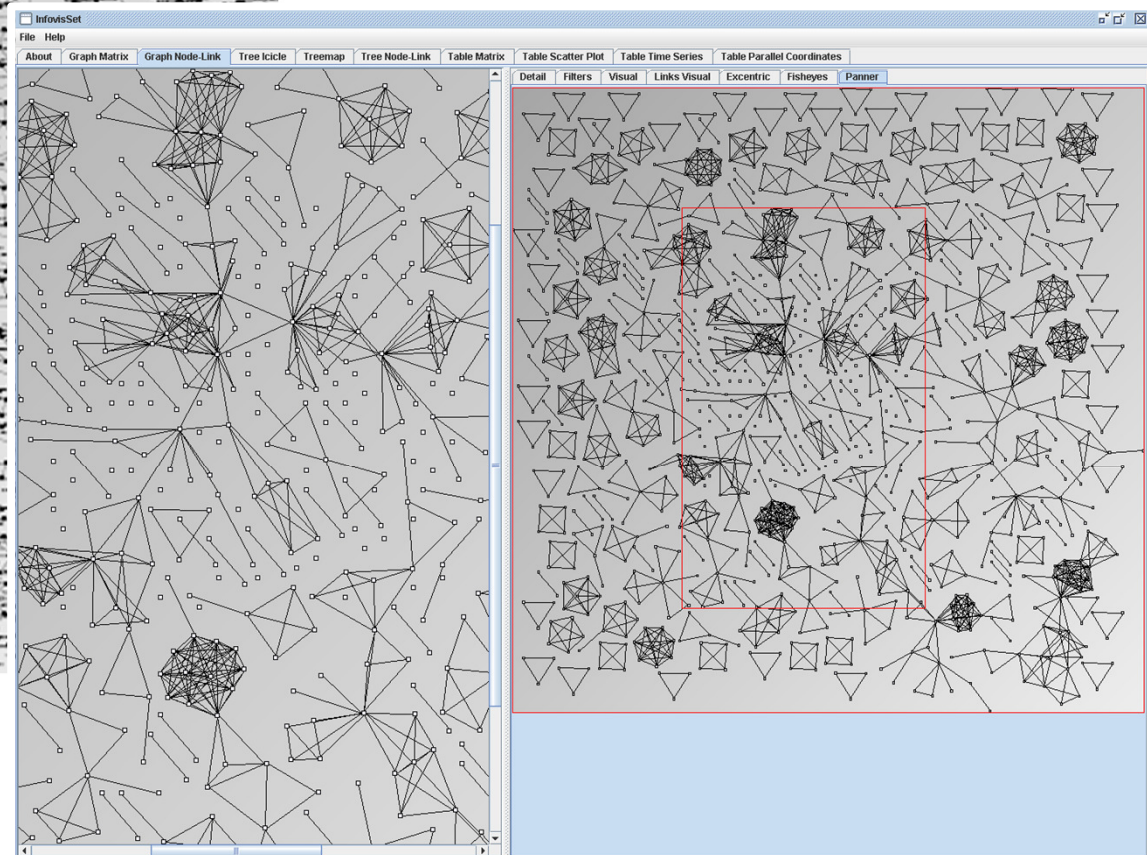 InfovisSet
File Help
About Graph Matrix Graph Node-Link Tree Icicle Treemap Tree Node-Link Table Matrix Table Scatter Plot Table Time Series Table Parallel Coordinates
Detail Filters Visual Links Visual Excentric Fisheyes Panner